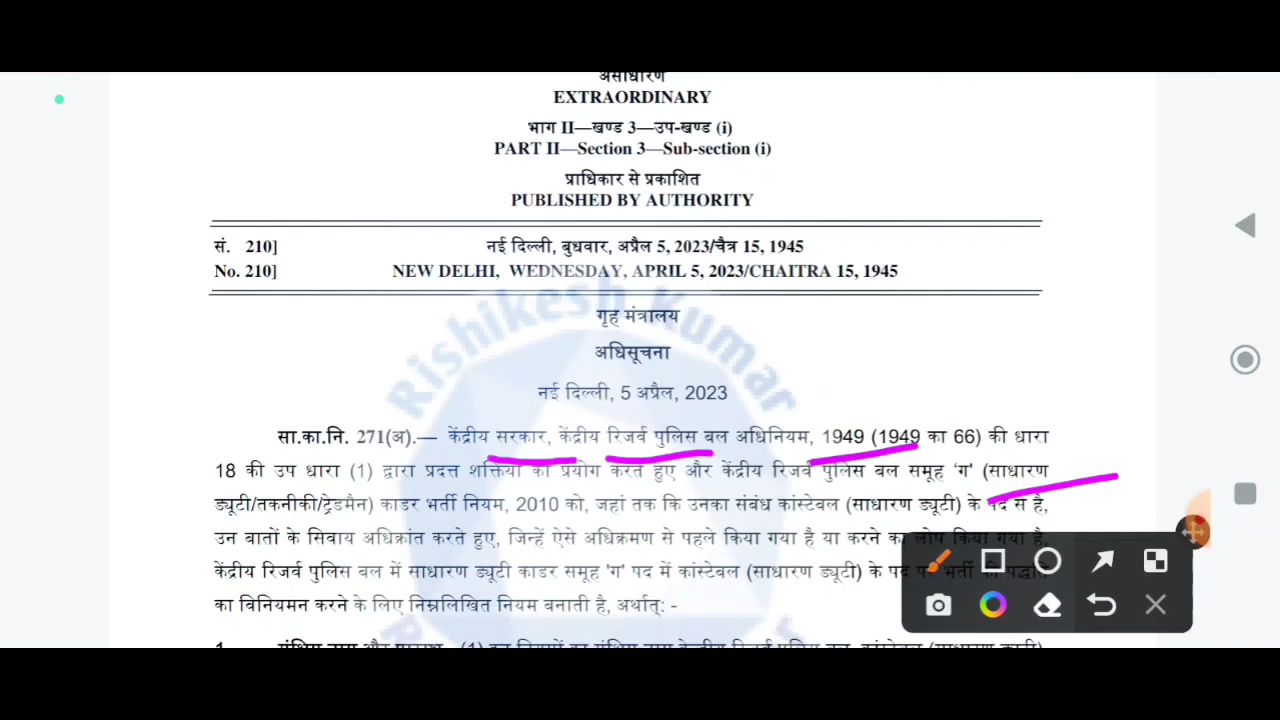 असाधारण
EXTRAORDINARY
भाग II—खण्ड 3—उप-खण्ड (i)
PART II—Section 3—Sub-section (i)
प्राधिकार से प्रकाशित
PUBLISHED BY AUTHORITY
सं. 210] नई दिल्ली, बुधवार, अप्रैल 5, 2023/चैत्र 15, 1945
No. 210] NEW DELHI, WEDNESDAY, APRIL 5, 2023/CHAITRA 15, 1945
Rishikesh Kumar
गृह मंत्रालय
अधिसूचना
नई दिल्ली, 5 अप्रैल, 2023
सा.का.नि. 271(अ).— केंद्रीय सरकार, केंद्रीय रिजर्व पुलिस बल अधिनियम, 1949 (1949 का 66) की धारा
18 की उप धारा (1) द्वारा प्रदत्त शक्तियों का प्रयोग करते हुए और केंद्रीय रिजर्व पुलिस बल समूह 'ग' (साधारण
ड्यूटी/तकनीकी/ट्रेडमैन) काडर भर्ती नियम, 2010 को, जहां तक कि उनका संबंध कांस्टेबल (साधारण ड्यूटी) के पद से है,
उन बातों के सिवाय अधिक्रांत करते हुए, जिन्हें ऐसे अधिक्रमण से पहले किया गया है या करने का लोप किया गया है,
केंद्रीय रिजर्व पुलिस बल में साधारण ड्यूटी काडर समूह 'ग' पद में कांस्टेबल (साधारण ड्यूटी) के पद पर भर्ती की पद्धति
का विनियमन करने के लिए निम्नलिखित नियम बनाती है, अर्थात्: -